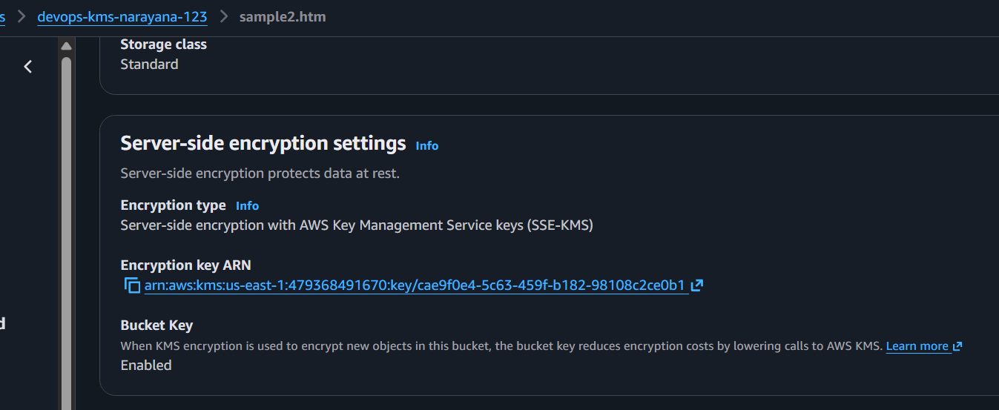 s > devops-kms-narayana-123 > sample2.htm
Storage class
Standard
Server-side encryption settings Info
Server-side encryption protects data at rest.
Encryption type Info
Server-side encryption with AWS Key Management Service keys (SSE-KMS)
Encryption key ARN
arn:aws:kms:us-east-1:479368491670:key/cae9f0e4-5c63-459f-b182-98108c2ce0b1
d
Bucket Key
When KMS encryption is used to encrypt new objects in this bucket, the bucket key reduces encryption costs by lowering calls to AWS KMS. Learn more
Enabled